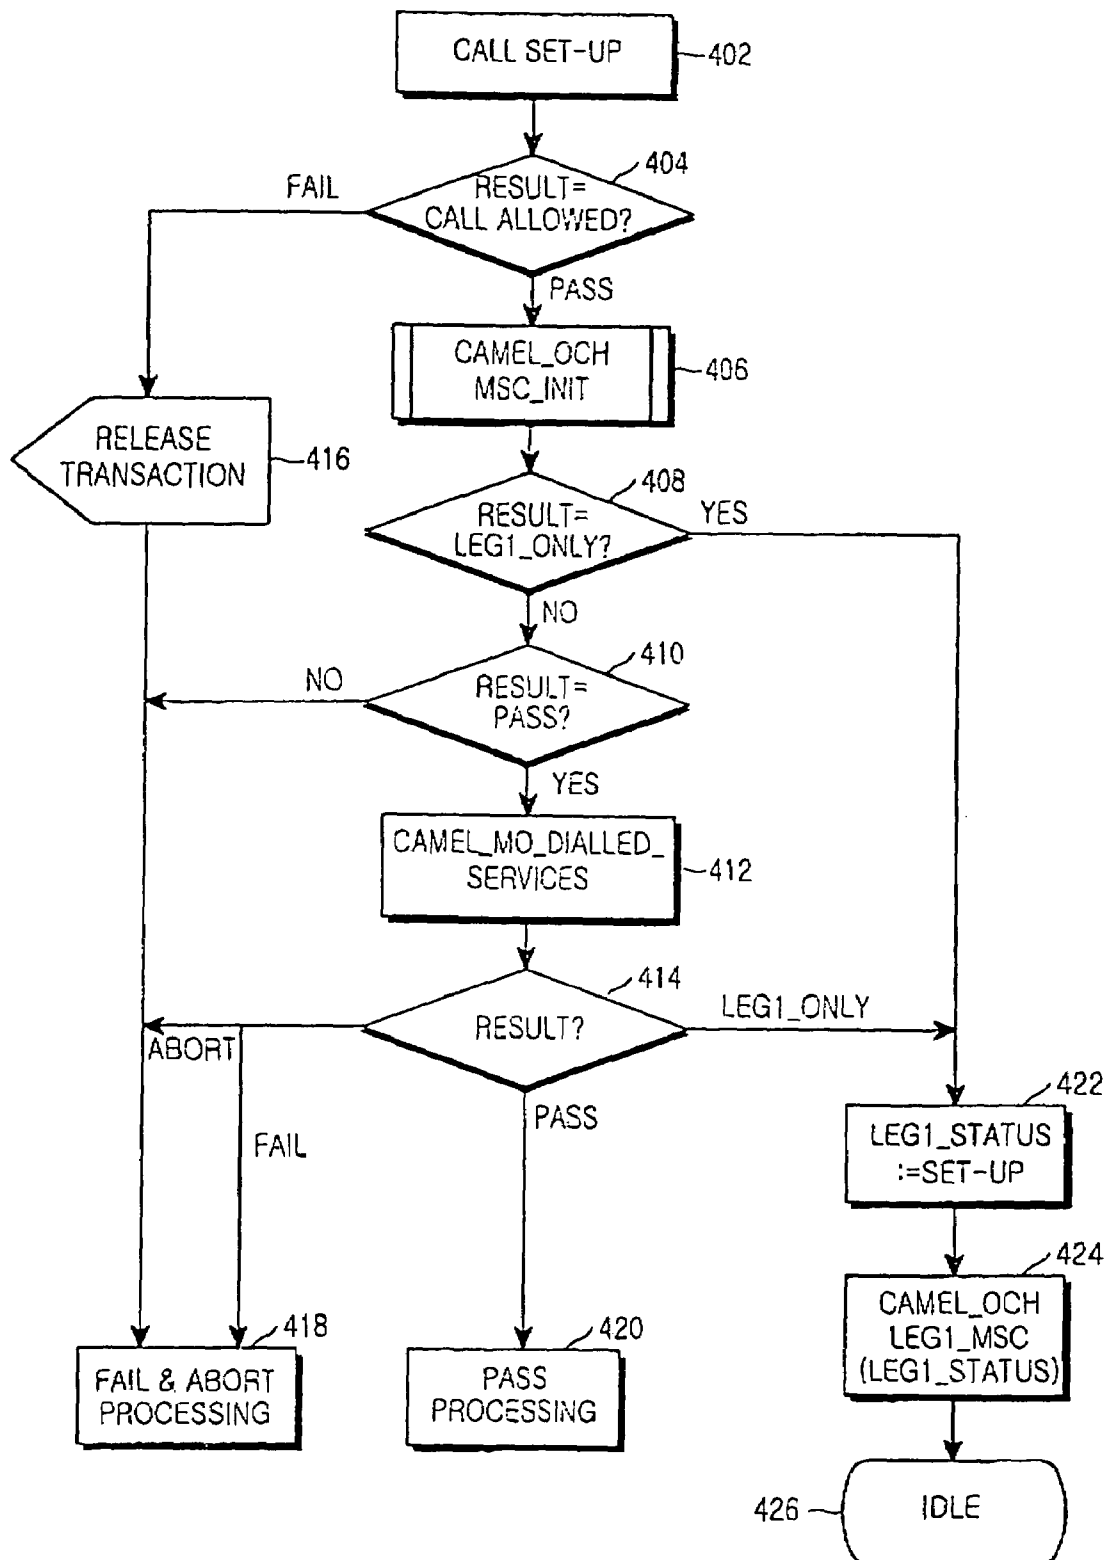 CALL SET-UP
402
404
RESULT=
CALL ALLOWED?
FAIL
PASS
CAMEL_OCH
MSC_INIT
406
RELEASE
TRANSACTION
416
408
RESULT=
LEG1_ONLY?
YES
NO
410
RESULT=
PASS?
NO
YES
CAMEL_MO_DIALLED_
SERVICES
412
414
RESULT?
LEG1_ONLY
ABORT
FAIL
PASS
422
LEG1_STATUS
:=SET-UP
424
CAMEL_OCH
LEG1_MSC
(LEG1_STATUS)
418
FAIL & ABORT
PROCESSING
420
PASS
PROCESSING
426
IDLE